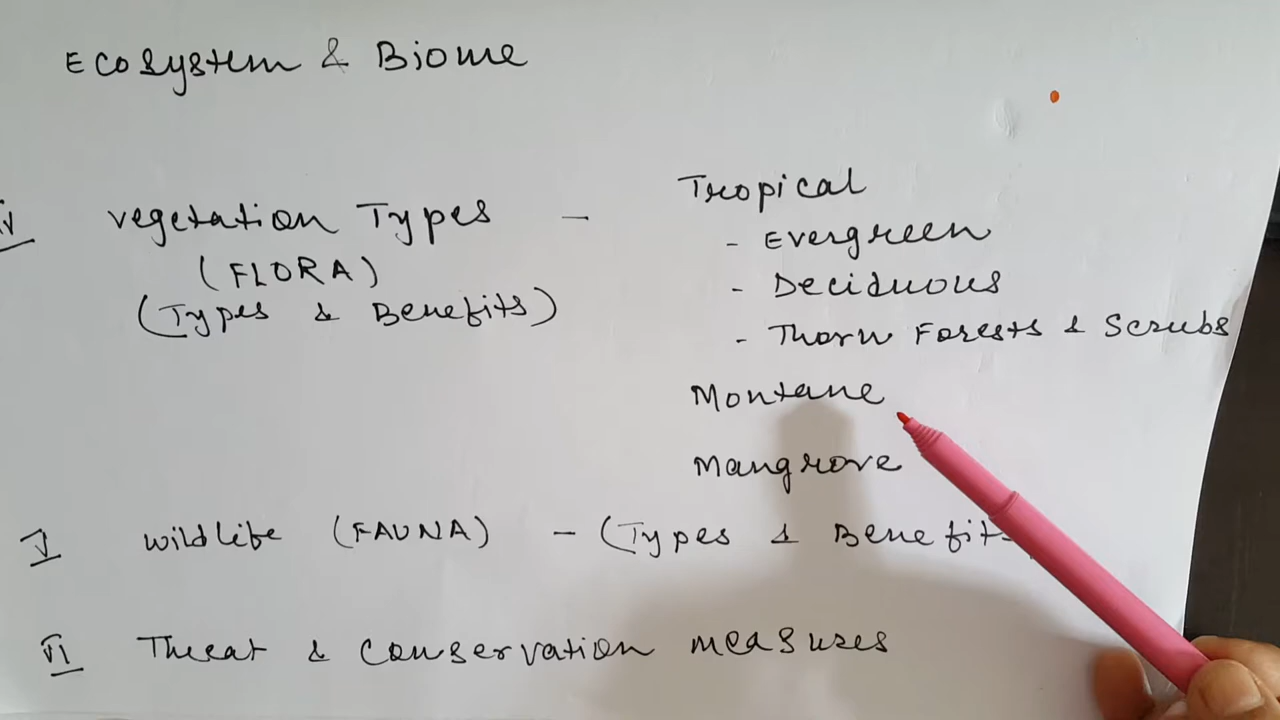 Ecosystem & Biome
iv Vegetation Types - Tropical
(FLORA) - Evergreen
(Types & Benefits) - Deciduous
- Thorn Forests & Scrubs
Montane
Mangrove
V Wildlife (FAUNA) - (Types & Benefit
VI Threat & Conservation measures